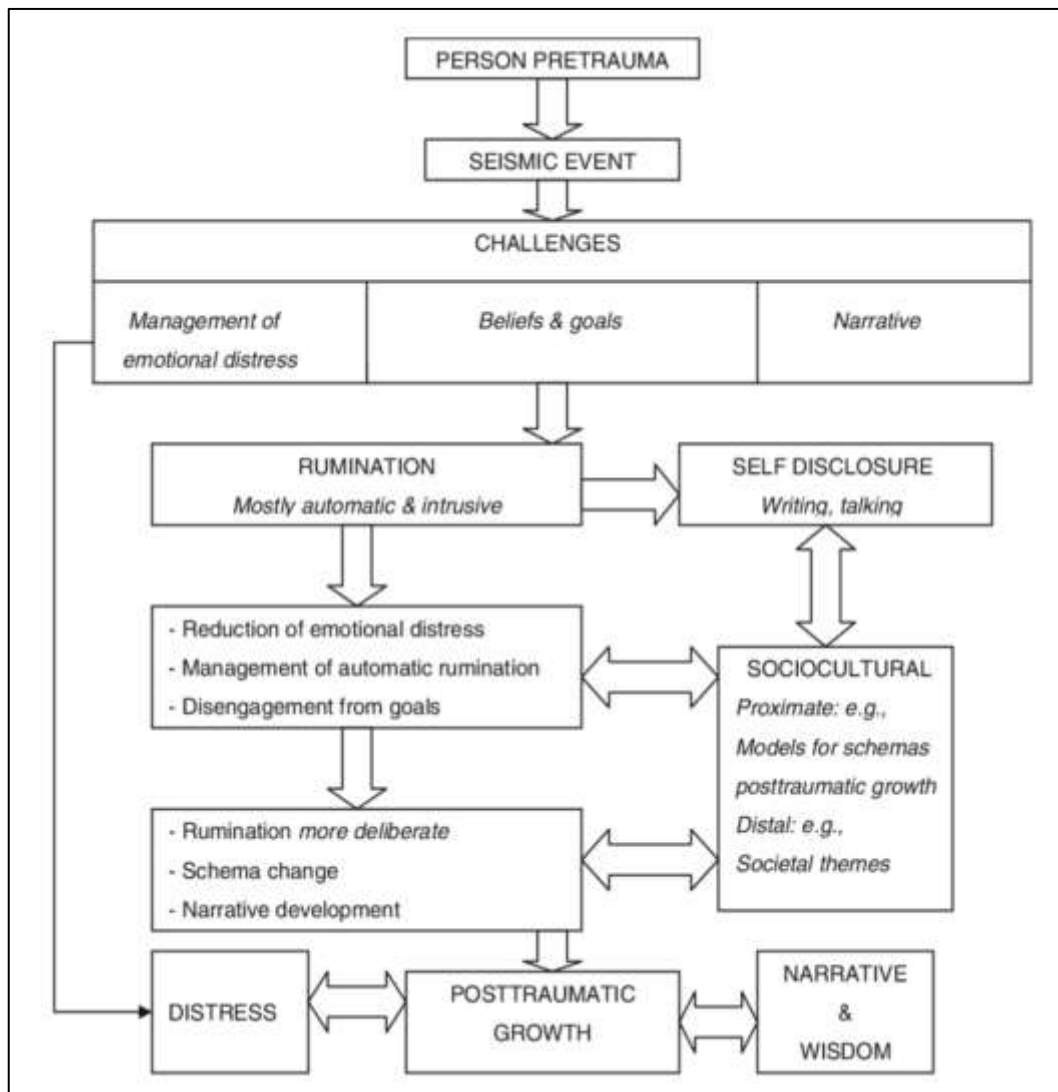 PERSON PRETRAUMA
SEISMIC EVENT
CHALLENGES
Management of
emotional distress
Beliefs & goals
Narrative
RUMINATION
Mostly automatic & intrusive
SELF DISCLOSURE
Writing, talking
- Reduction of emotional distress
- Management of automatic rumination
- Disengagement from goals
SOCIOCULTURAL
Proximate: e.g.,
Models for schemas
posttraumatic growth
Distal: e.g.,
Societal themes
- Rumination more deliberate
- Schema change
- Narrative development
DISTRESS
POSTTRAUMATIC
GROWTH
NARRATIVE
&
WISDOM